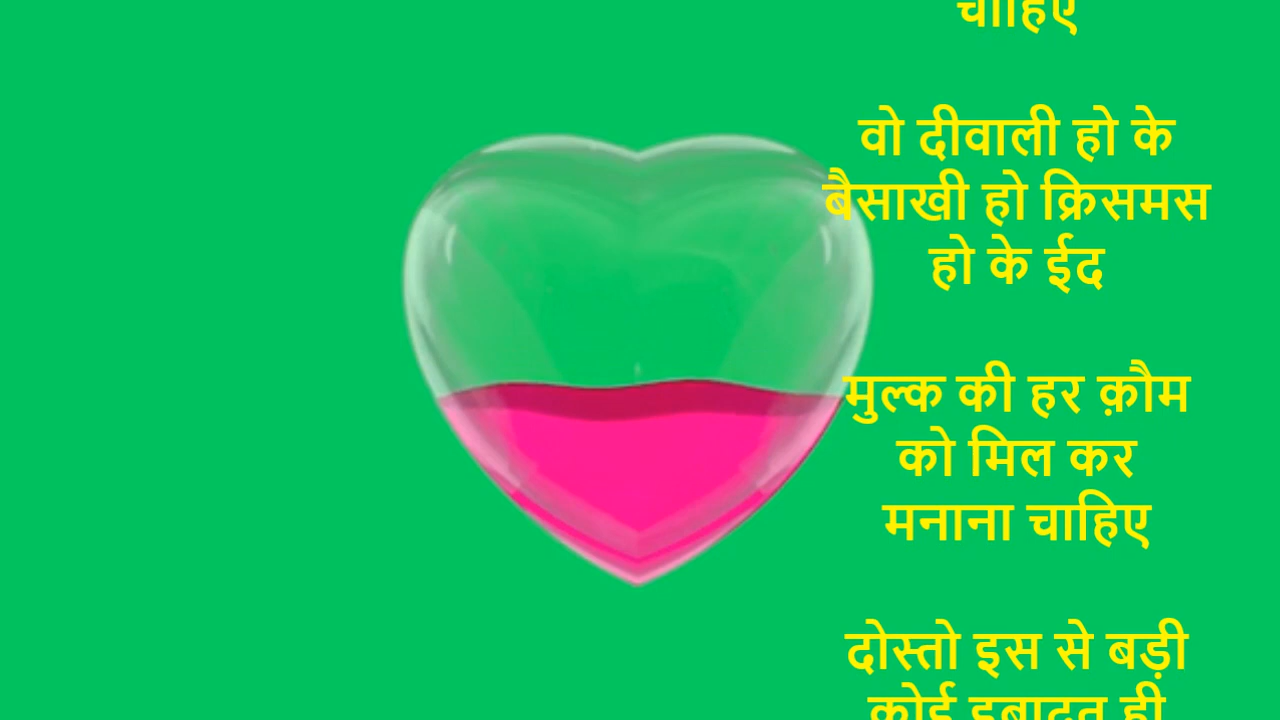 चाहिए
वो दीवाली हो के
बैसाखी हो क्रिसमस
हो के ईद
मुल्क की हर क़ौम
को मिल कर
मनाना चाहिए
दोस्तो इस से बड़ी
कोई इबादत ही